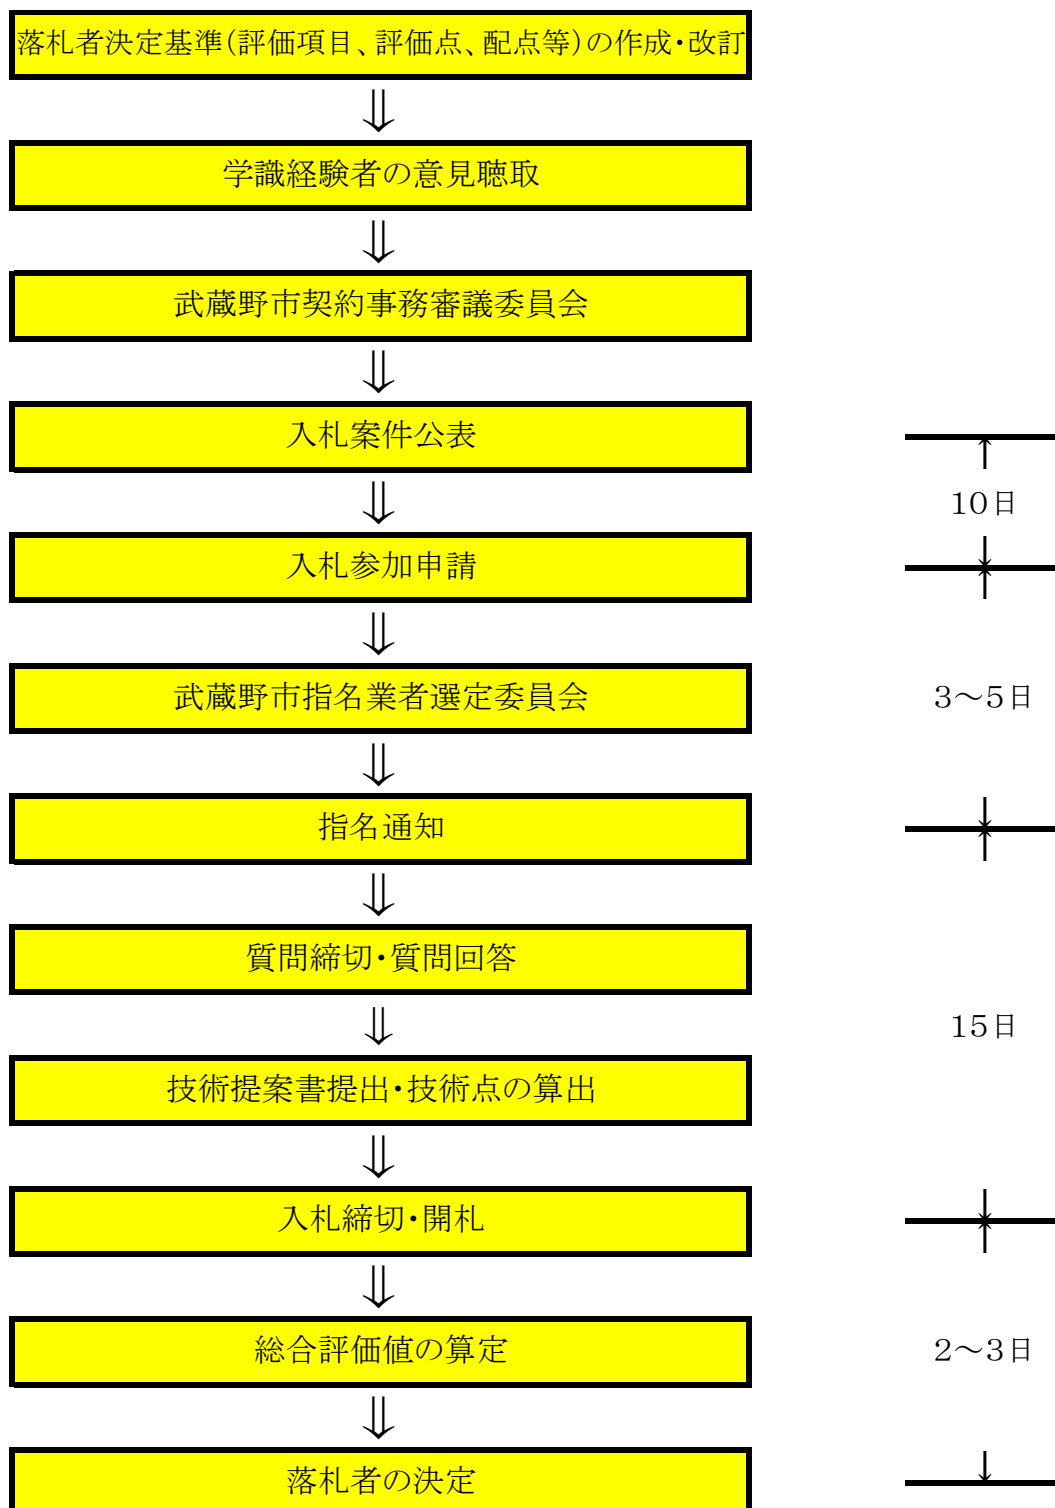 落札者決定基準(評価項目、評価点、配点等)の作成・改訂
⇓
学識経験者の意見聴取
⇓
武蔵野市契約事務審議委員会
⇓
入札案件公表
⇓
10日
入札参加申請
⇓
武蔵野市指名業者選定委員会
3～5日
⇓
指名通知
⇓
質問締切・質問回答
⇓
15日
技術提案書提出・技術点の算出
⇓
入札締切・開札
⇓
総合評価値の算定
2～3日
⇓
落札者の決定